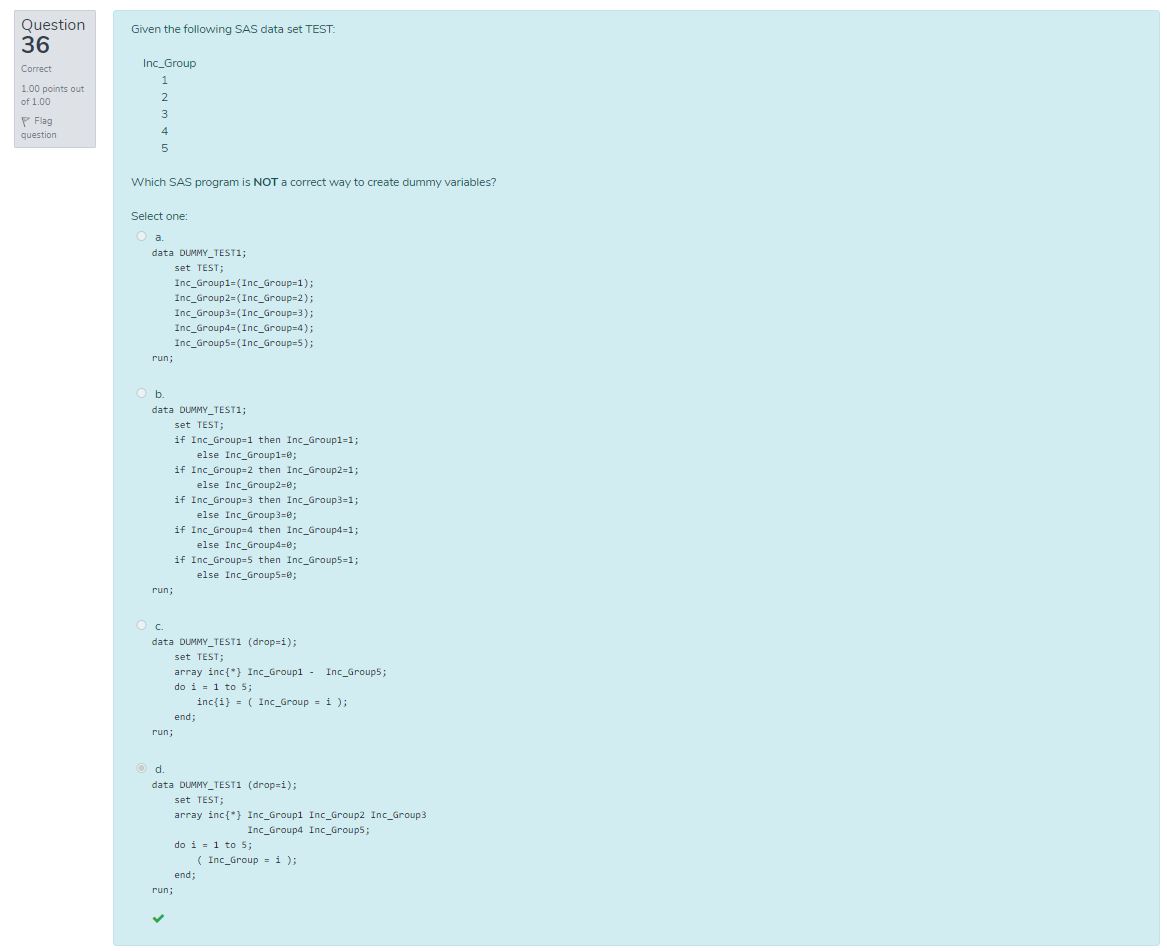 Question
36
Correct
1.00 points out
of 1.00
Flag
question
Given the following SAS data set TEST:
Inc_Group
1
2
3
4
5
Which SAS program is NOT a correct way to create dummy variables?
Select one:
a.
data DUMMY_TEST1;
set TEST;
Inc_Group1=(Inc_Group=1);
Inc_Group2=(Inc_Group=2);
Inc_Group3=(Inc_Group=3);
Inc_Group4=(Inc_Group=4);
Inc_Group5=(Inc_Group=5);
run;
b.
data DUMMY_TEST1;
set TEST;
if Inc_Group=1 then Inc_Group1=1;
else Inc_Group1=0;
if Inc_Group=2 then Inc_Group2=1;
else Inc_Group2=0;
if Inc_Group=3 then Inc_Group3=1;
else Inc_Group3=0;
if Inc_Group=4 then Inc_Group4=1;
else Inc_Group4=0;
if Inc_Group=5 then Inc_Group5=1;
else Inc_Group5=0;
run;
c.
data DUMMY_TEST1 (drop=i);
set TEST;
array inc{*} Inc_Group1 - Inc_Group5;
do i = 1 to 5;
inc{i} = ( Inc_Group = i );
end;
run;
d.
data DUMMY_TEST1 (drop=i);
set TEST;
array inc{*} Inc_Group1 Inc_Group2 Inc_Group3
Inc_Group4 Inc_Group5;
do i = 1 to 5;
( Inc_Group = i );
end;
run;